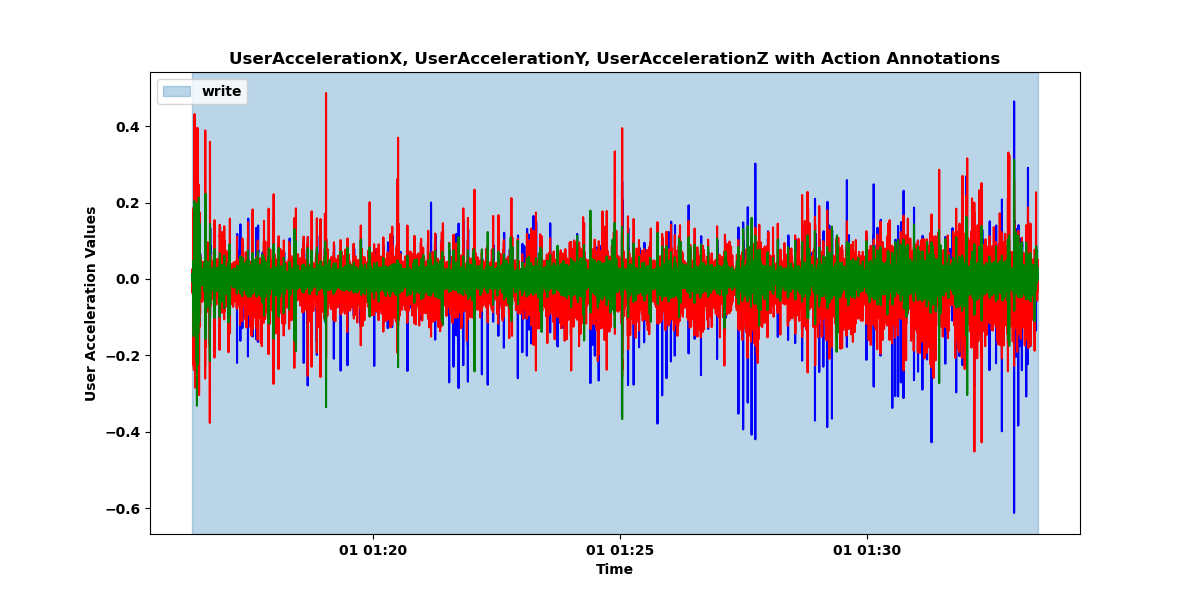 UserAccelerationX, UserAccelerationY, UserAccelerationZ with Action Annotations
write
User Acceleration Values
0.4
0.2
0.0
−0.2
−0.4
−0.6
01 01:20 01 01:25 01 01:30
Time